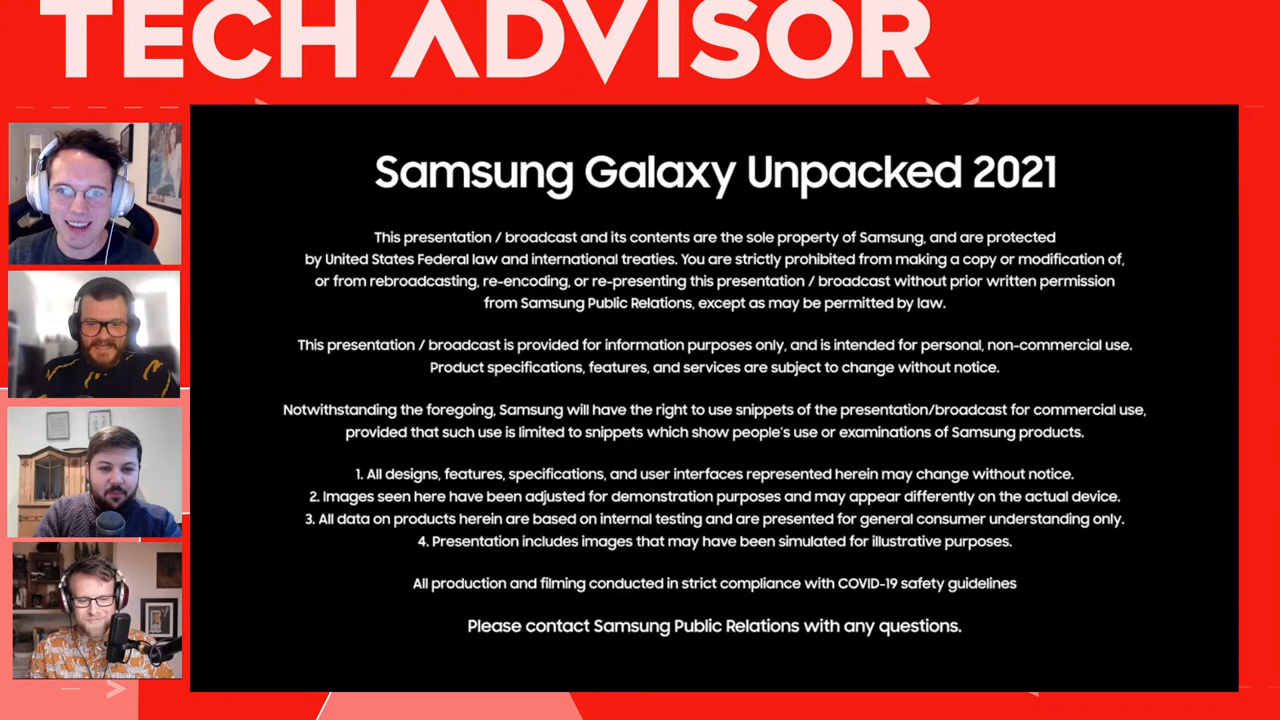 TECH ADVISOR
Samsung Galaxy Unpacked 2021
This presentation / broadcast and its contents are the sole property of Samsung, and are protected
by United States Federal law and international treaties. You are strictly prohibited from making a copy or modification of,
or from rebroadcasting, re-encoding, or re-presenting this presentation / broadcast without prior written permission
from Samsung Public Relations, except as may be permitted by law.
This presentation / broadcast is provided for information purposes only, and is intended for personal, non-commercial use.
Product specifications, features, and services are subject to change without notice.
Notwithstanding the foregoing, Samsung will have the right to use snippets of the presentation/broadcast for commercial use,
provided that such use is limited to snippets which show people's use or examinations of Samsung products.
1. All designs, features, specifications, and user interfaces represented herein may change without notice.
2. Images seen here have been adjusted for demonstration purposes and may appear differently on the actual device.
3. All data on products herein are based on internal testing and are presented for general consumer understanding only.
4. Presentation includes images that may have been simulated for illustrative purposes.
All production and filming conducted in strict compliance with COVID-19 safety guidelines
Please contact Samsung Public Relations with any questions.